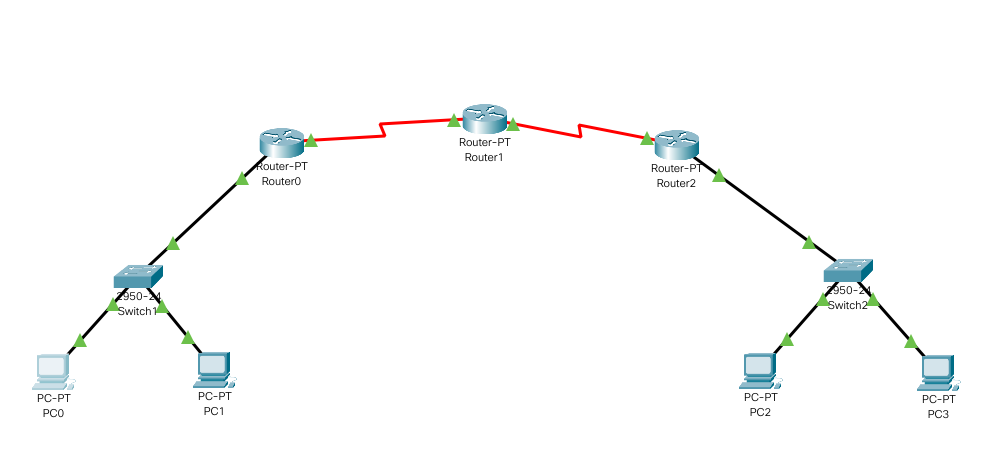 Router-PT
Router0
Router-PT
Router1
Router-PT
Router2
2950-24
Switch1
2950-24
Switch2
PC-PT
PC0
PC-PT
PC1
PC-PT
PC2
PC-PT
PC3